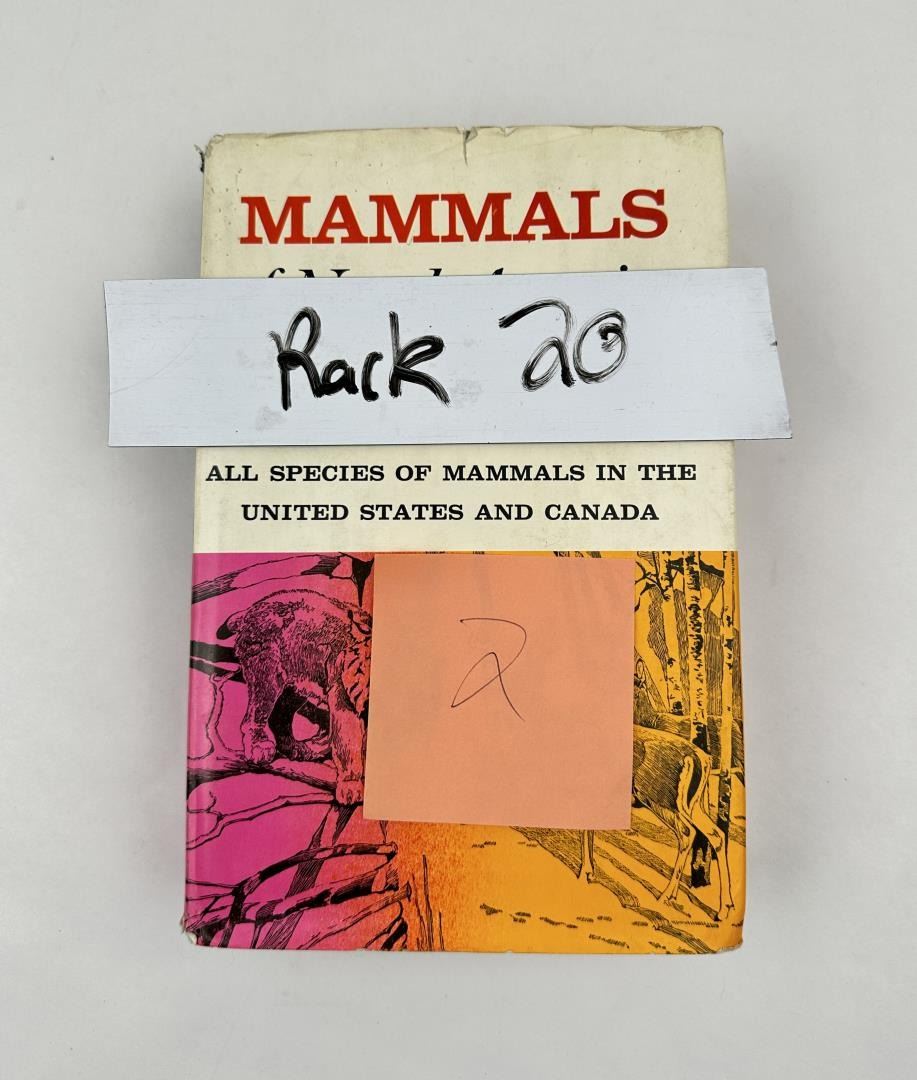 MAMMALS
Rack 20
ALL SPECIES OF MAMMALS IN THE
UNITED STATES AND CANADA
2